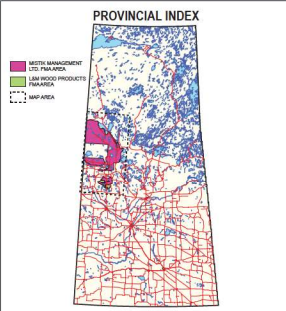 PROVINCIAL INDEX
MISTIK MANAGEMENT
LTD. FMA AREA
L&M WOOD PRODUCTS
FMA AREA
MAP AREA